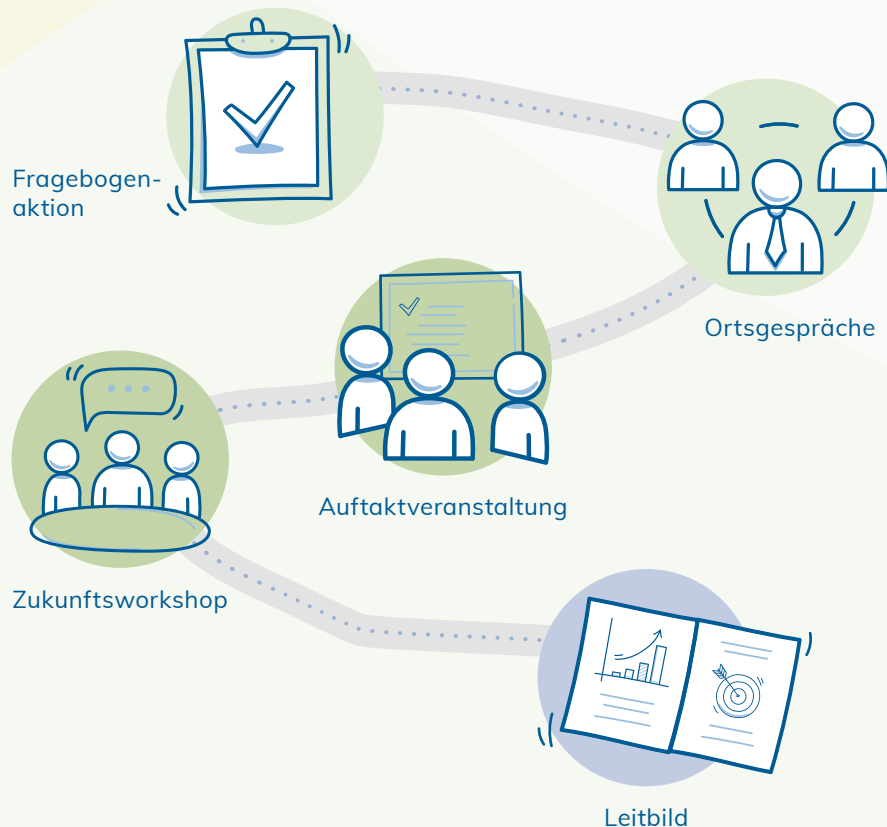 Fragebogen-
aktion
Ortsgespräche
Auftaktveranstaltung
Zukunftsworkshop
Leitbild